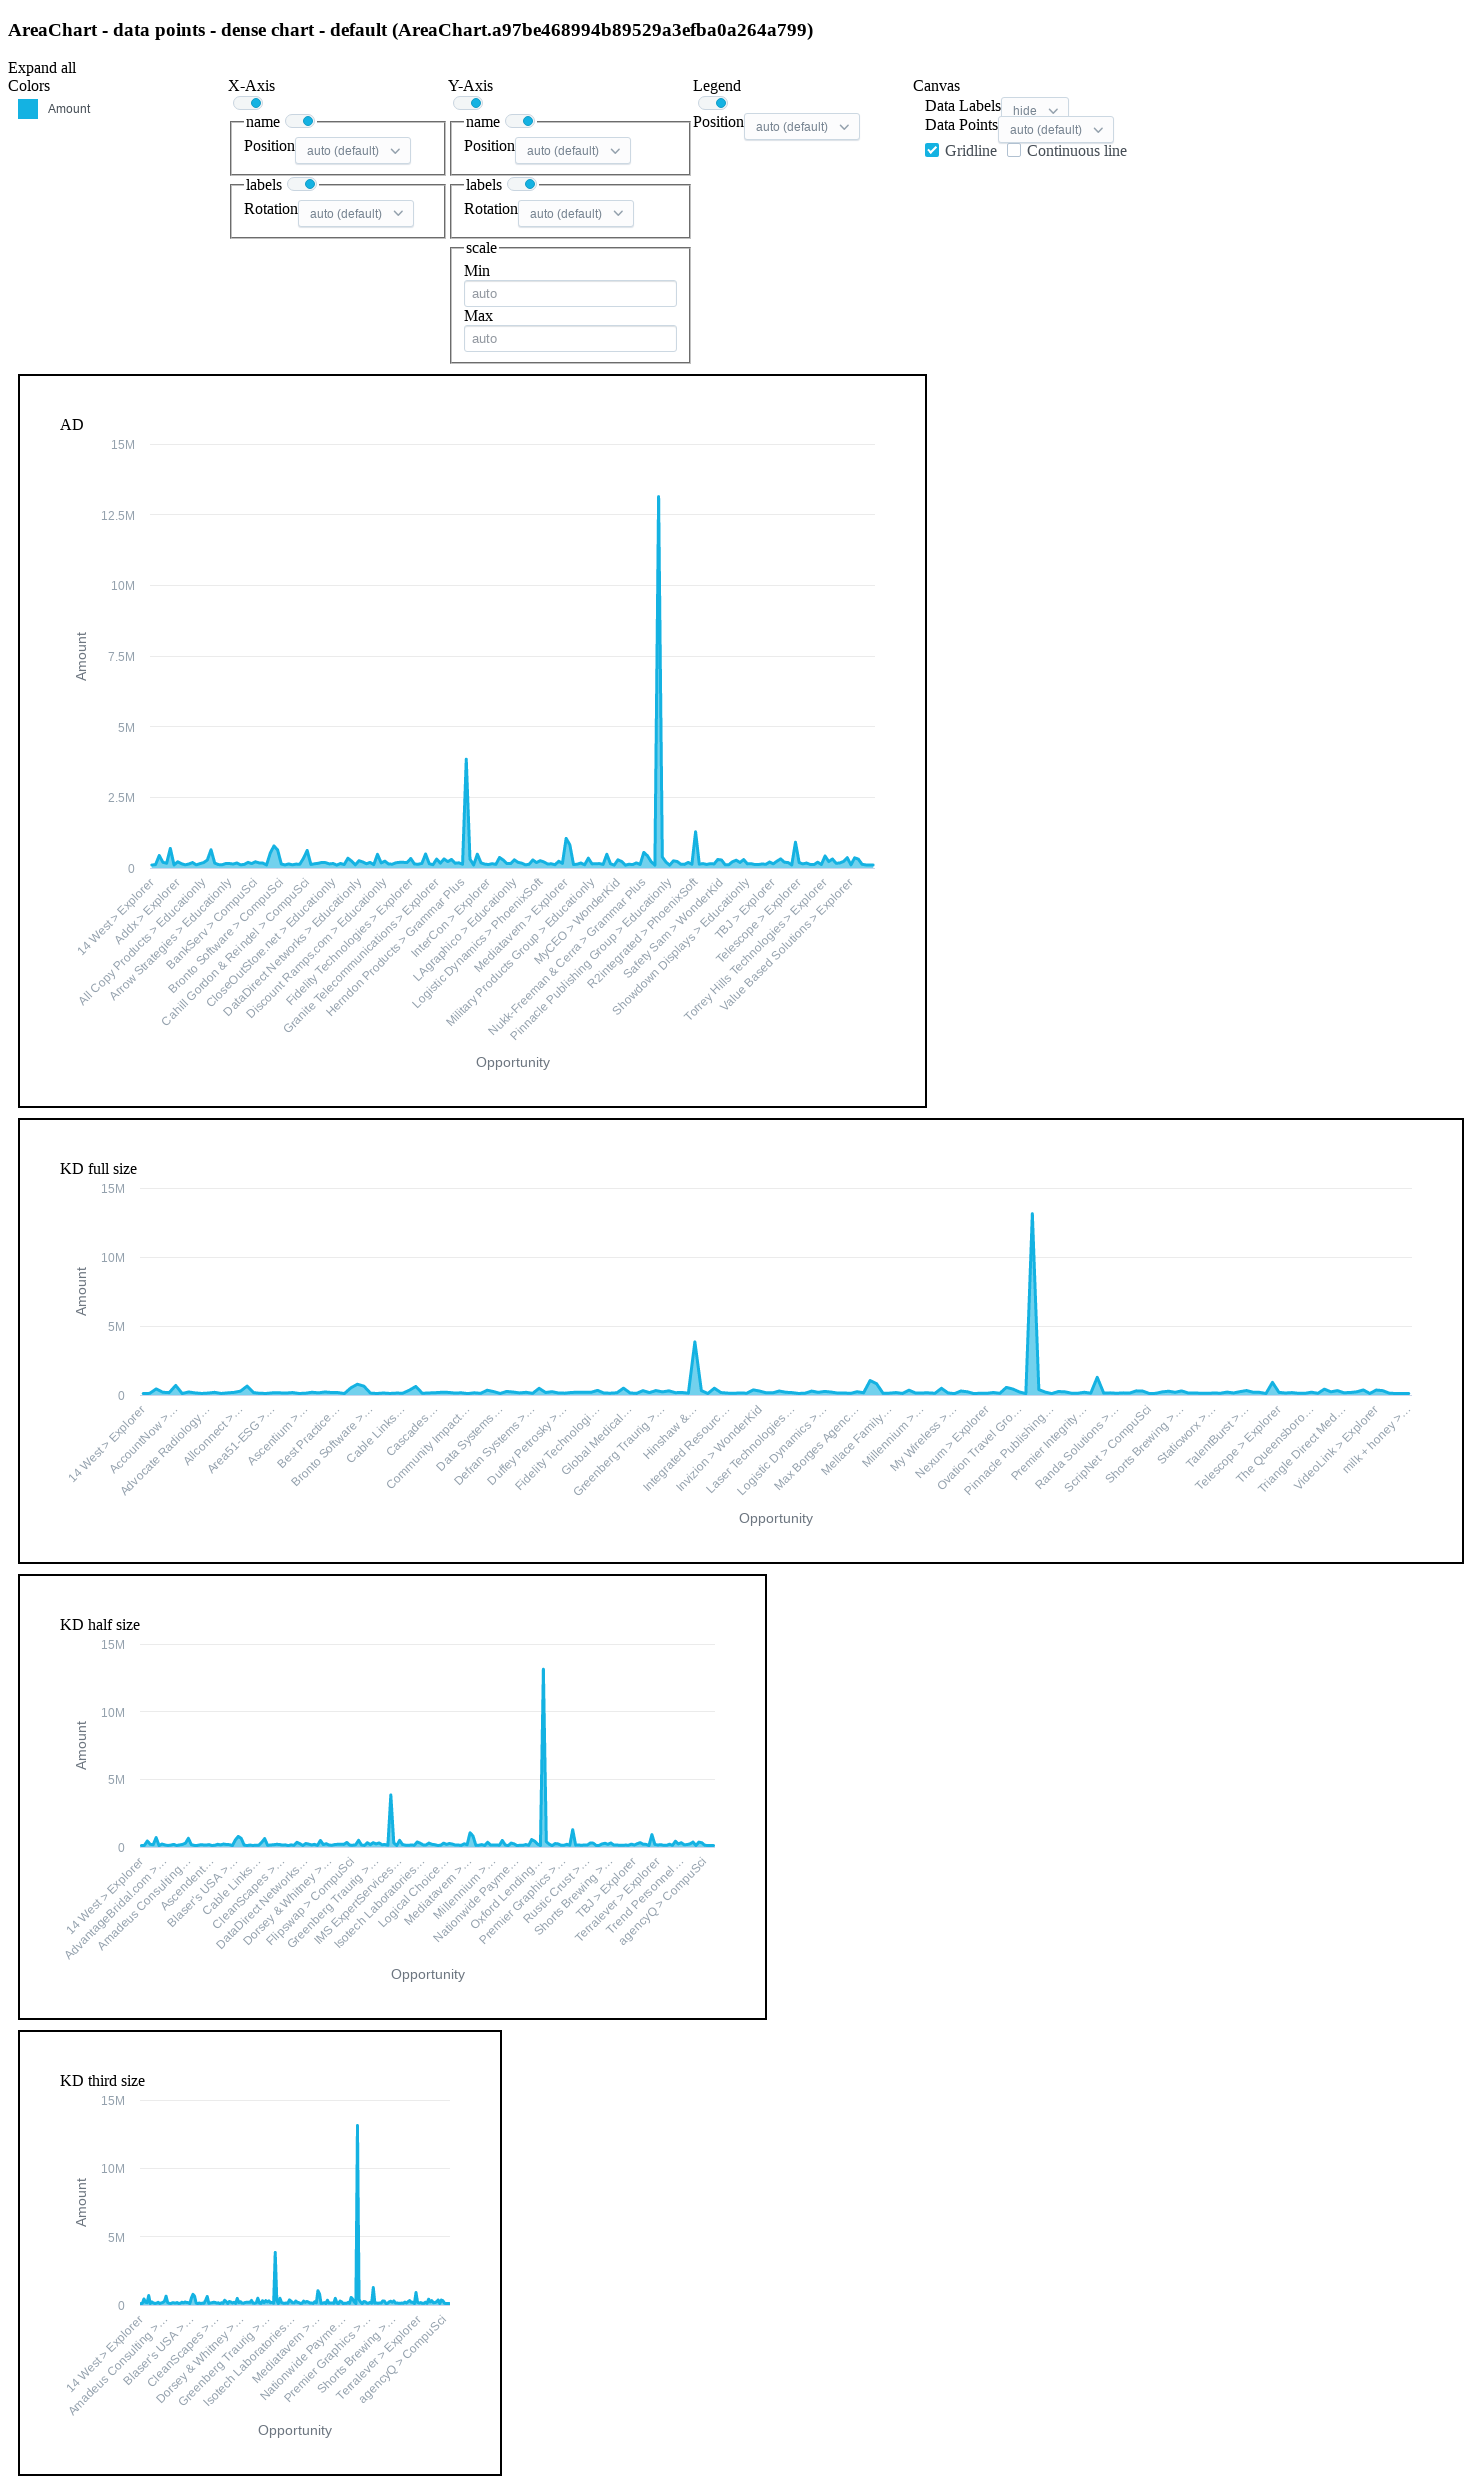 AreaChart - data points - dense chart - default (AreaChart.a97be468994b89529a3efba0a264a799)
Expand all
Colors
Amount
X-Axis
name
Position auto (default)
labels
Rotation auto (default)
Y-Axis
name
Position auto (default)
labels
Rotation auto (default)
scale
Min
auto
Max
auto
Legend
Position auto (default)
Canvas
Data Labels hide
Data Points auto (default)
Gridline Continuous line
AD
15M
12.5M
10M
7.5M
5M
2.5M
0
Amount
14 West > Explorer
Addx > Explorer
All Copy Products > Educationly
Arrow Strategies > Educationly
BankServ > CompuSci
Bronto Software > CompuSci
Cahill Gordon & Reindel > CompuSci
CloseOutStore.net > Educationly
DataDirect Networks > Educationly
Discount Ramps.com > Educationly
Fidelity Technologies > Explorer
Granite Telecommunications > Explorer
Herndon Products > Grammar Plus
InterCon > Explorer
LAgraphico > Educationly
Logistic Dynamics > PhoenixSoft
Mediatavern > Explorer
Military Products Group > Educationly
MyCEO > WonderKid
Nukk-Freeman & Cerra > Grammar Plus
Pinnacle Publishing Group > Educationly
R2integrated > PhoenixSoft
Safety Sam > WonderKid
Showdown Displays > Educationly
TBJ > Explorer
Telescope > Explorer
Torrey Hills Technologies > Explorer
Value Based Solutions > Explorer
Opportunity
KD full size
15M
10M
5M
0
Amount
14 West > Explorer
AccountNow >…
Advocate Radiology…
Allconnect >…
Area51-ESG >…
Ascentium >…
Best Practice…
Bronto Software >…
Cable Links…
Cascades…
Community Impact…
Data Systems…
Defran Systems >…
Duffey Petrosky >…
Fidelity Technologi…
Global Medical…
Greenberg Traurig >…
Hinshaw &…
Integrated Resourc…
Invizion > WonderKid
Laser Technologies…
Logistic Dynamics >…
Max Borges Agenc…
Mellace Family…
Millennium >…
My Wireless >…
Nexum > Explorer
Ovation Travel Gro…
Pinnacle Publishing…
Premier Integrity…
Randa Solutions >…
ScripNet > CompuSci
Shorts Brewing >…
Staticworx >…
TalentBurst >…
Telescope > Explorer
The Queensboro…
Triangle Direct Med…
VideoLink > Explorer
milk + honey >…
Opportunity
KD half size
15M
10M
5M
0
Amount
14 West > Explorer
AdvantageBridal.com >…
Amadeus Consulting…
Ascendent…
Blaser's USA >…
Cable Links…
CleanScapes >…
DataDirect Networks…
Dorsey & Whitney >…
Flipswap > CompuSci
Greenberg Traurig >…
IMS ExpertServices…
Isotech Laboratories…
Logical Choice…
Mediatavern >…
Millennium >…
Nationwide Payme…
Oxford Lending…
Premier Graphics >…
Rustic Crust >…
Shorts Brewing >…
TBJ > Explorer
Terralever > Explorer
Trend Personnel…
agencyQ > CompuSci
Opportunity
KD third size
15M
10M
5M
0
Amount
14 West > Explorer
Amadeus Consulting >…
Blaser's USA >…
CleanScapes >…
Dorsey & Whitney >…
Greenberg Traurig >…
Isotech Laboratories…
Mediatavern >…
Nationwide Payme…
Premier Graphics >…
Shorts Brewing >…
Terralever > Explorer
agencyQ > CompuSci
Opportunity